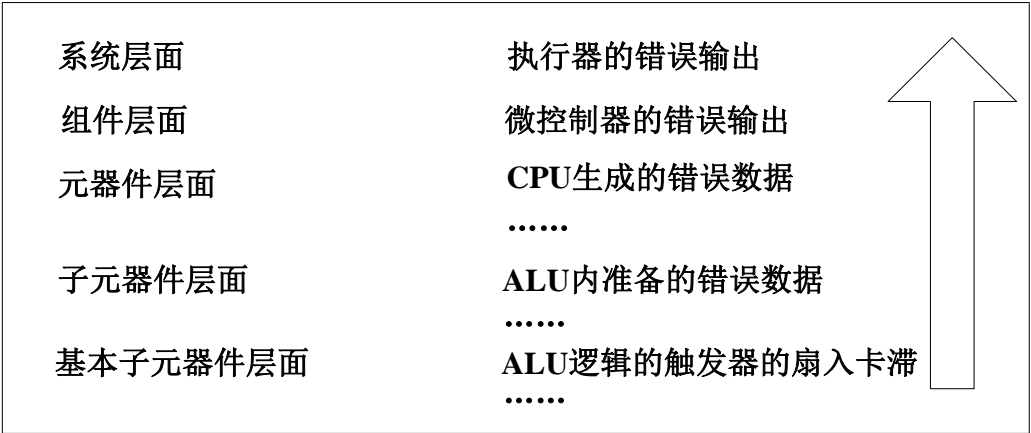 系统层面 执行器的错误输出
组件层面 微控制器的错误输出
元器件层面 CPU生成的错误数据
……
子元器件层面 ALU内准备的错误数据
……
基本子元器件层面 ALU逻辑的触发器的扇入卡滞
……